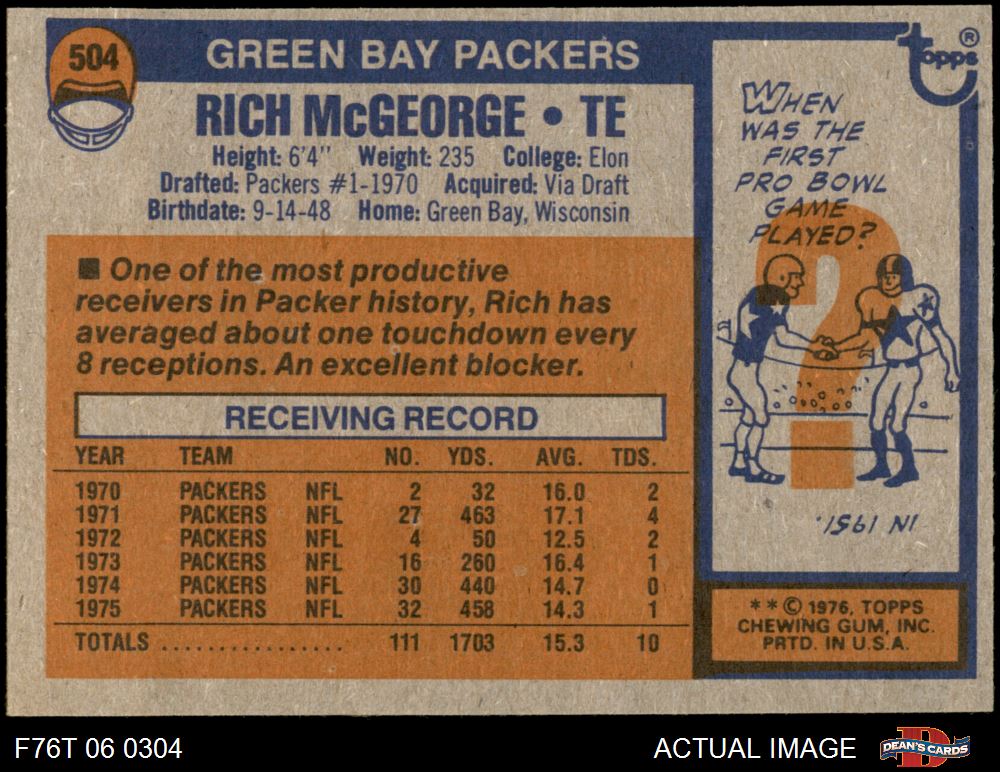 504
GREEN BAY PACKERS
RICH McGEORGE • TE
Height: 6'4" Weight: 235 College: Elon
Drafted: Packers #1-1970 Acquired: Via Draft
Birthdate: 9-14-48 Home: Green Bay, Wisconsin
■ One of the most productive
receivers in Packer history, Rich has
averaged about one touchdown every
8 receptions. An excellent blocker.
RECEIVING RECORD
YEAR TEAM NO. YDS. AVG. TDS.
1970 PACKERS NFL 2 32 16.0 2
1971 PACKERS NFL 27 463 17.1 4
1972 PACKERS NFL 4 50 12.5 2
1973 PACKERS NFL 16 260 16.4 1
1974 PACKERS NFL 30 440 14.7 0
1975 PACKERS NFL 32 458 14.3 1
TOTALS ................ 111 1703 15.3 10
topps ®
WHEN
WAS THE
FIRST
PRO BOWL
GAME
PLAYED?
?
IN 1951.
** © 1976, TOPPS
CHEWING GUM, INC.
PRTD. IN U.S.A.
F76T 06 0304
ACTUAL IMAGE
D
DEAN'S CARDS